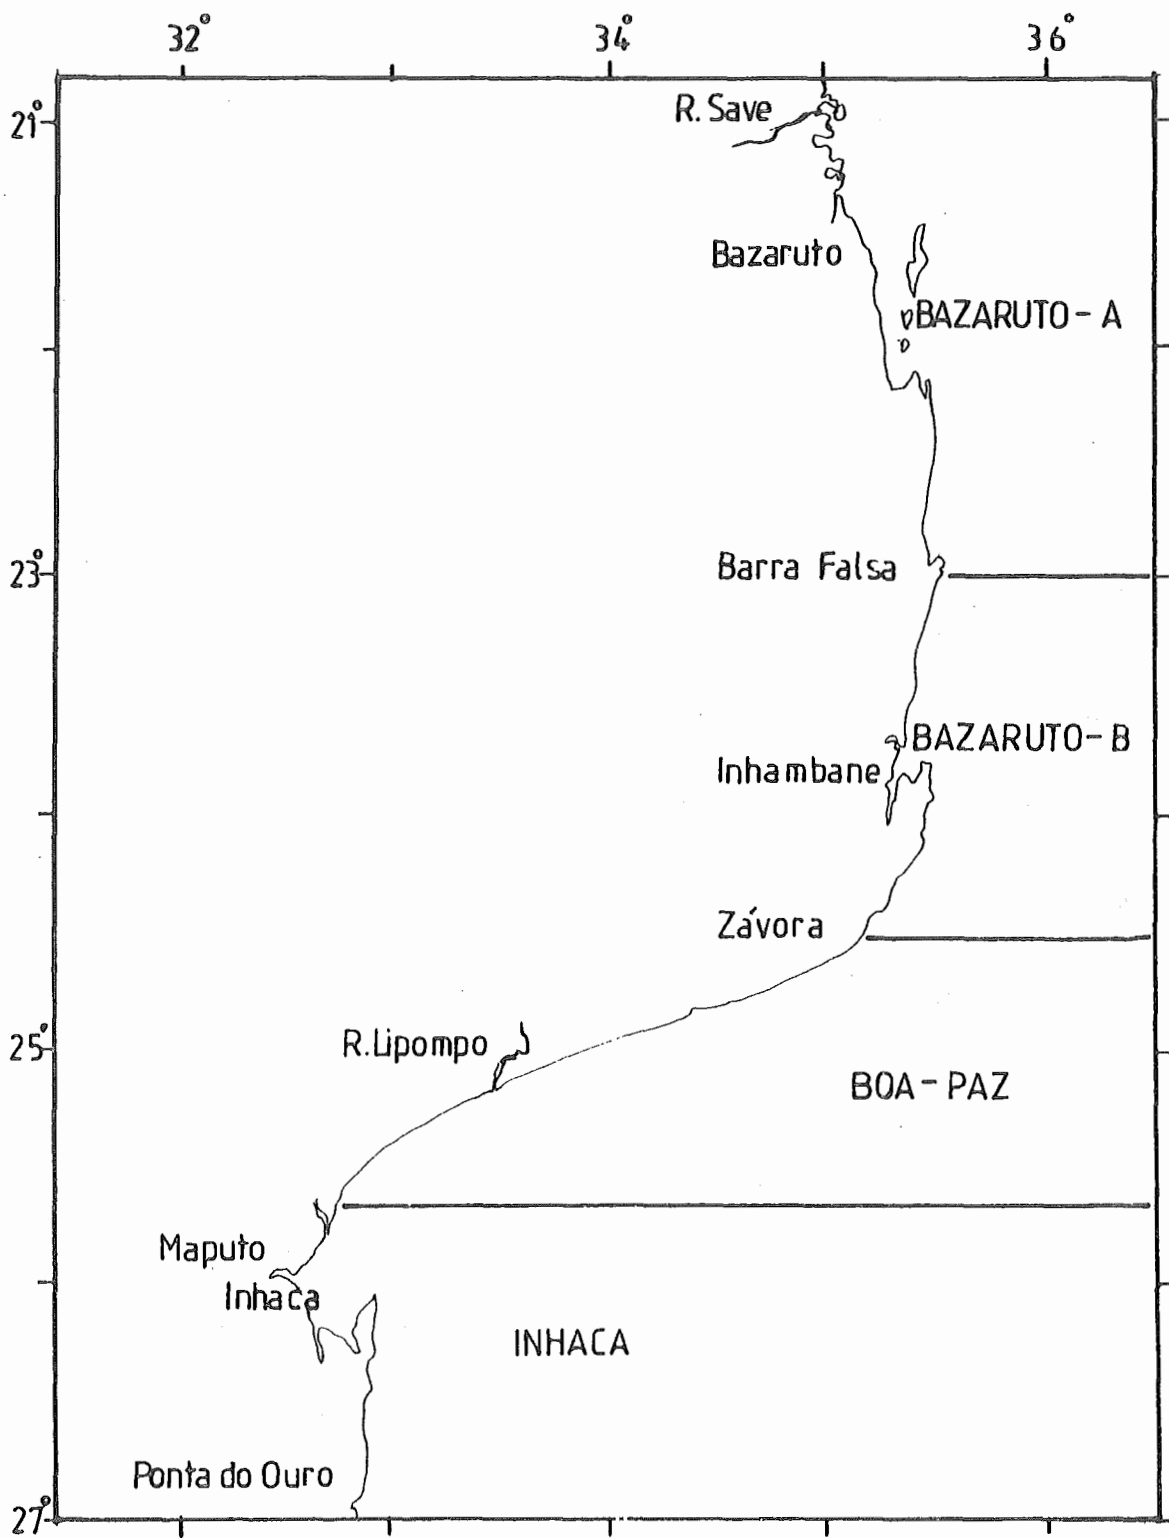 32° 34° 36°
21°
R. Save
Bazaruto
BAZARUTO - A
23°
Barra Falsa
BAZARUTO - B
Inhambane
Závora
25°
R. Lipompo
BOA - PAZ
Maputo
Inhaca
INHACA
Ponta do Ouro
27°